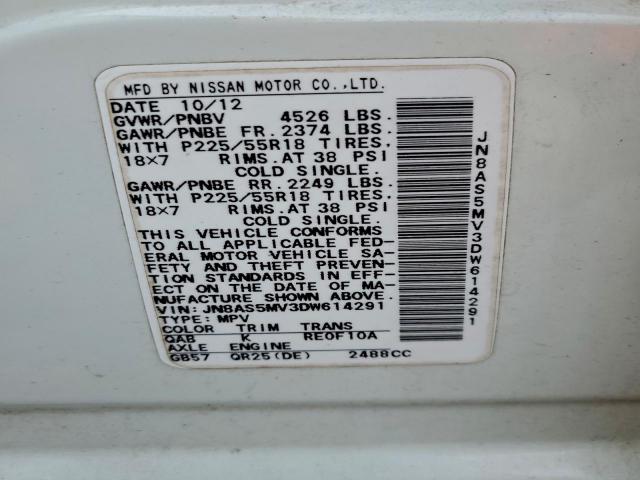 MFD BY NISSAN MOTOR CO.,LTD.
DATE 10/12
GVWR/PNBV 4526 LBS.
GAWR/PNBE FR. 2374 LBS.
WITH P225/55R18 TIRES.
18X7 RIMS.AT 38 PSI
COLD SINGLE.
GAWR/PNBE RR. 2249 LBS.
WITH P225/55R18 TIRES.
18X7 RIMS.AT 38 PSI
COLD SINGLE.
THIS VEHICLE CONFORMS
TO ALL APPLICABLE FED-
ERAL MOTOR VEHICLE SA-
FETY AND THEFT PREVEN-
TION STANDARDS IN EFF-
ECT ON THE DATE OF MA-
NUFACTURE SHOWN ABOVE.
VIN: JN8AS5MV3DW614291
TYPE: MPV
COLOR TRIM TRANS
QAB K RE0F10A
AXLE ENGINE
GB57 QR25(DE) 2488CC
JN8AS5MV3DW614291